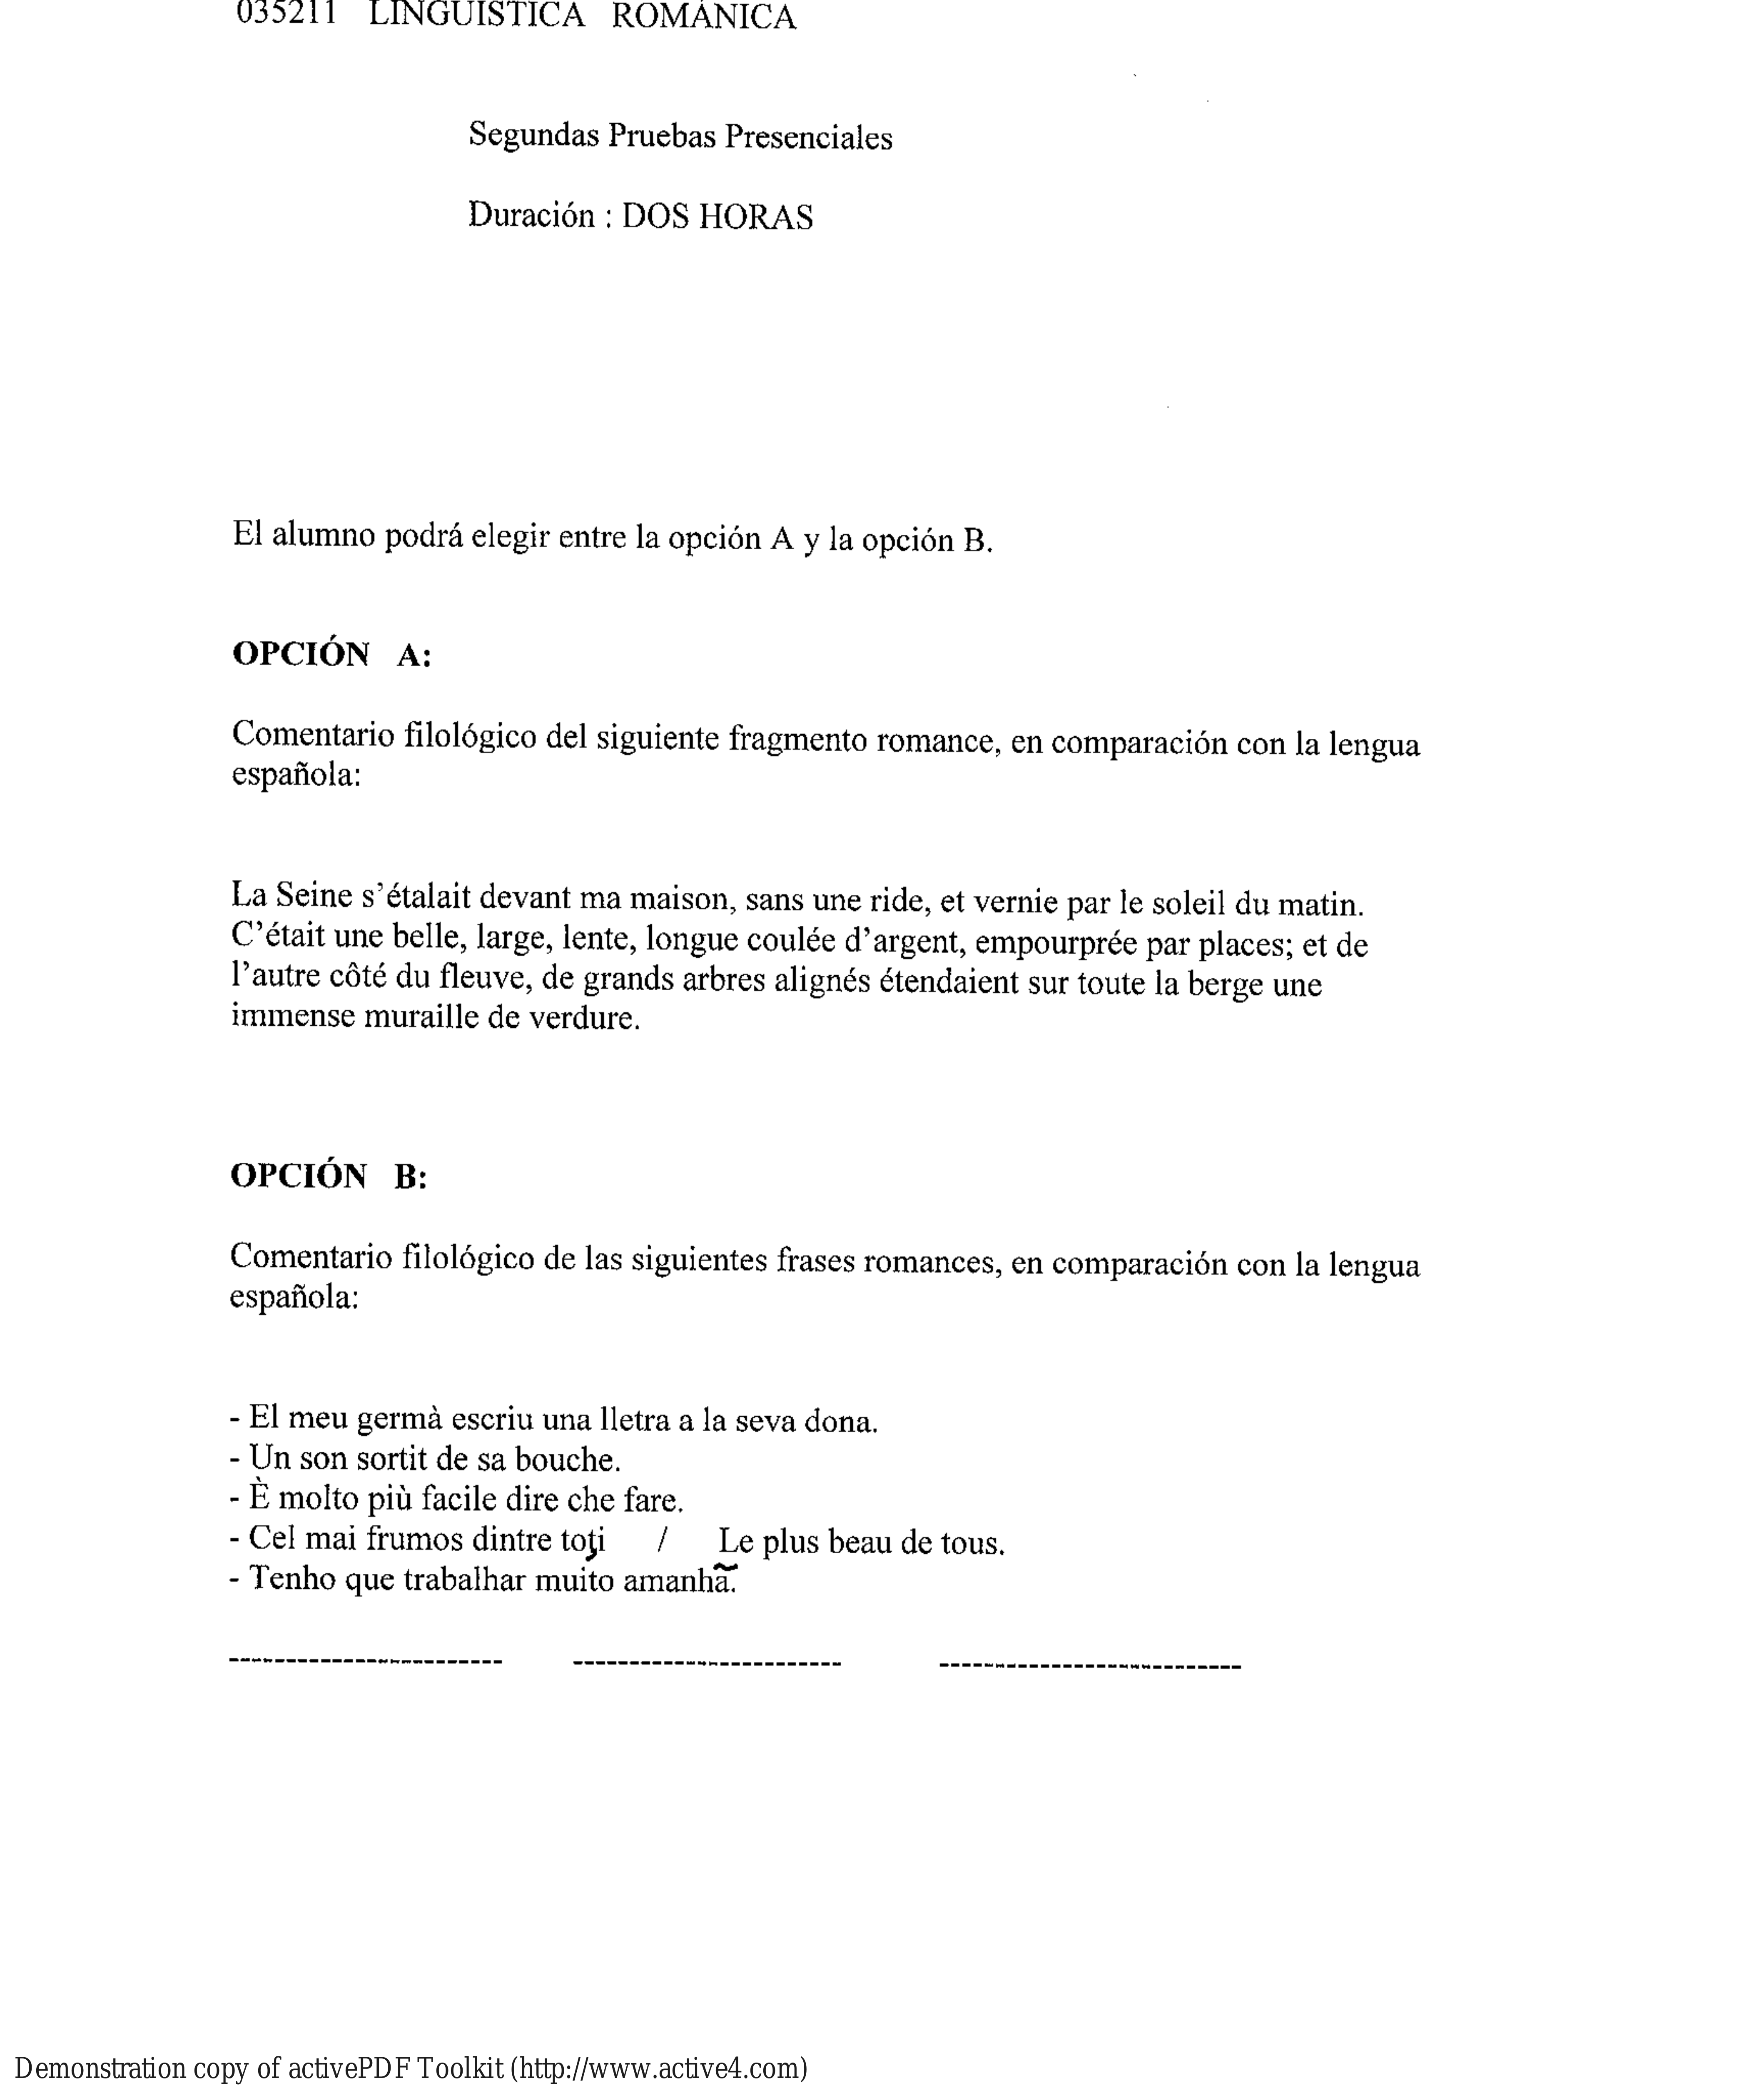 035211 LINGÜÍSTICA ROMÁNICA
Segundas Pruebas Presenciales
Duración : DOS HORAS
El alumno podrá elegir entre la opción A y la opción B.
OPCIÓN A:
Comentario filológico del siguiente fragmento romance, en comparación con la lengua
española:
La Seine s'étalait devant ma maison, sans une ride, et vernie par le soleil du matin.
C'était une belle, large, lente, longue coulée d'argent, empourprée par places; et de
l'autre côté du fleuve, de grands arbres alignés étendaient sur toute la berge une
immense muraille de verdure.
OPCIÓN B:
Comentario filológico de las siguientes frases romances, en comparación con la lengua
española:
- El meu germà escriu una lletra a la seva dona.
- Un son sortit de sa bouche.
- È molto più facile dire che fare.
- Cel mai frumos dintre toţi / Le plus beau de tous.
- Tenho que trabalhar muito amanhã.
Demonstration copy of activePDF Toolkit (http://www.active4.com)